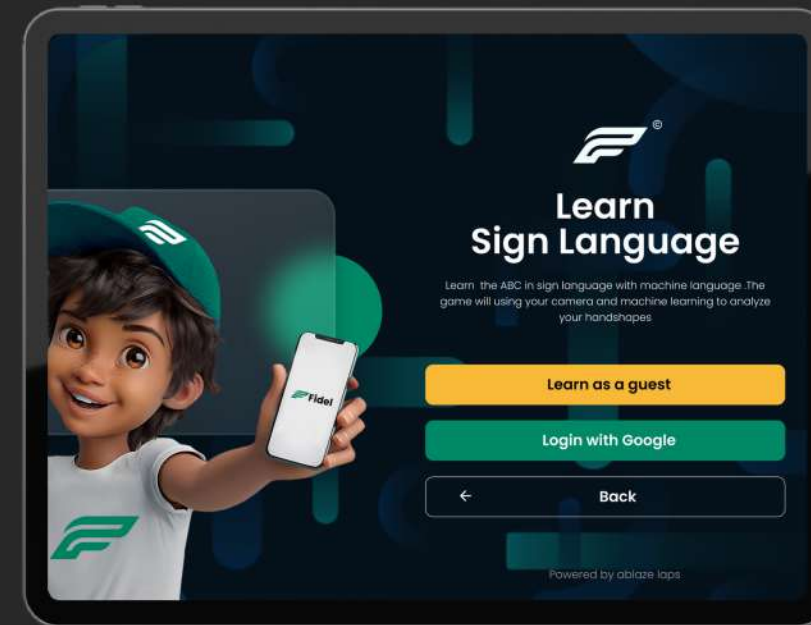 ©
Learn
Sign Language
Learn the ABC in sign language with machine language .The
game will using your camera and machine learning to analyze
your handshapes
Fidel
Learn as a guest
Login with Google
← Back
Powered by ablaze laps